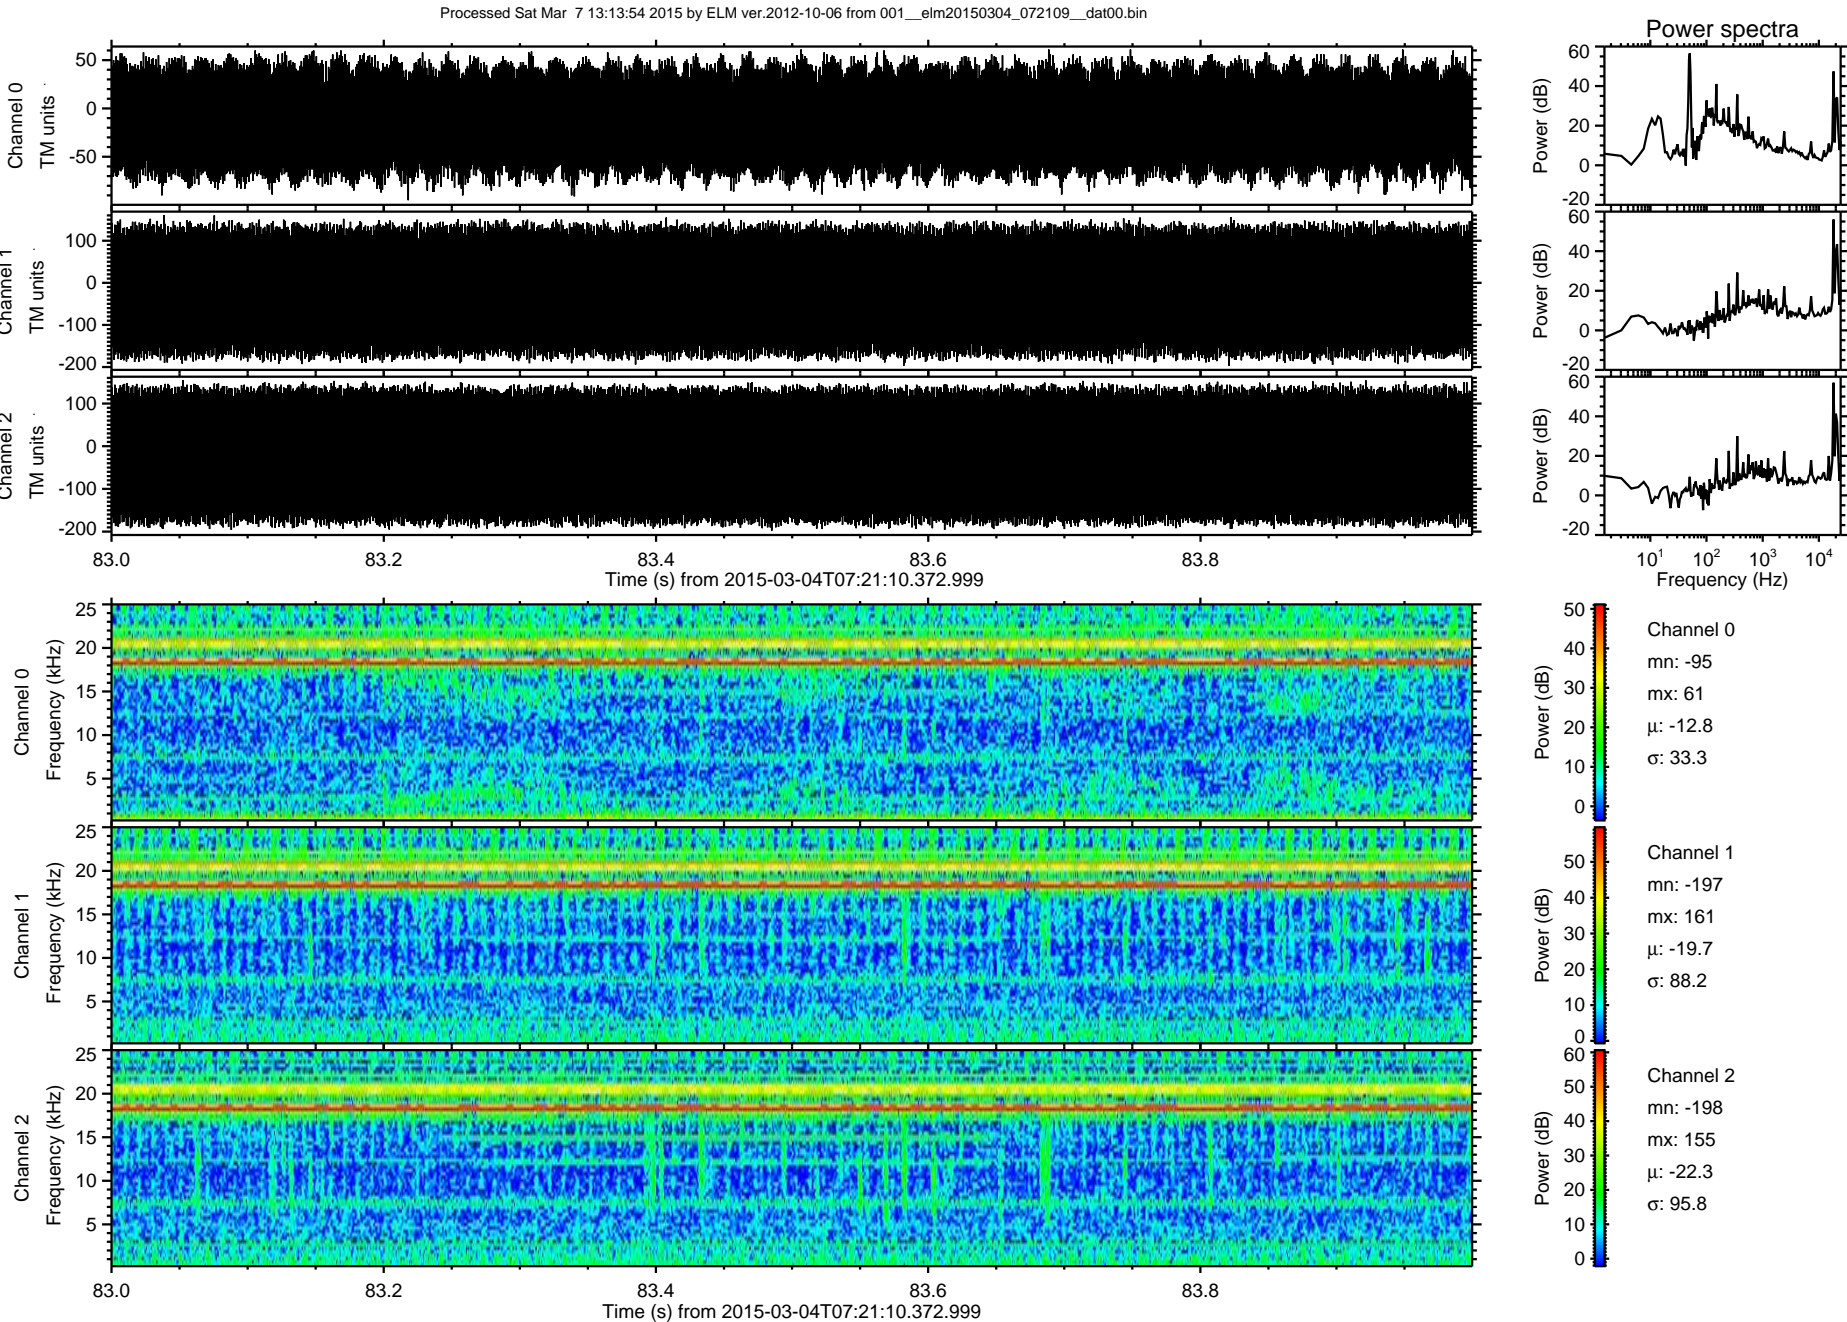 Processed Sat Mar 7 13:13:54 2015 by ELM ver.2012-10-06 from 001__elm20150304_072109__dat00.bin
Power spectra
Channel 0
TM units
50
0
-50
Power (dB)
60
40
20
0
-20
Channel 1
TM units
100
0
-100
-200
Power (dB)
60
40
20
0
-20
Channel 2
TM units
100
0
-100
-200
Power (dB)
60
40
20
0
-20
83.0 83.2 83.4 83.6 83.8
Time (s) from 2015-03-04T07:21:10.372.999
10^1 10^2 10^3 10^4
Frequency (Hz)
Channel 0
Frequency (kHz)
25
20
15
10
5
Power (dB)
50
40
30
20
10
0
Channel 0
mn: -95
mx: 61
μ: -12.8
σ: 33.3
Channel 1
Frequency (kHz)
25
20
15
10
5
Power (dB)
50
40
30
20
10
0
Channel 1
mn: -197
mx: 161
μ: -19.7
σ: 88.2
Channel 2
Frequency (kHz)
25
20
15
10
5
Power (dB)
60
50
40
30
20
10
0
Channel 2
mn: -198
mx: 155
μ: -22.3
σ: 95.8
83.0 83.2 83.4 83.6 83.8
Time (s) from 2015-03-04T07:21:10.372.999